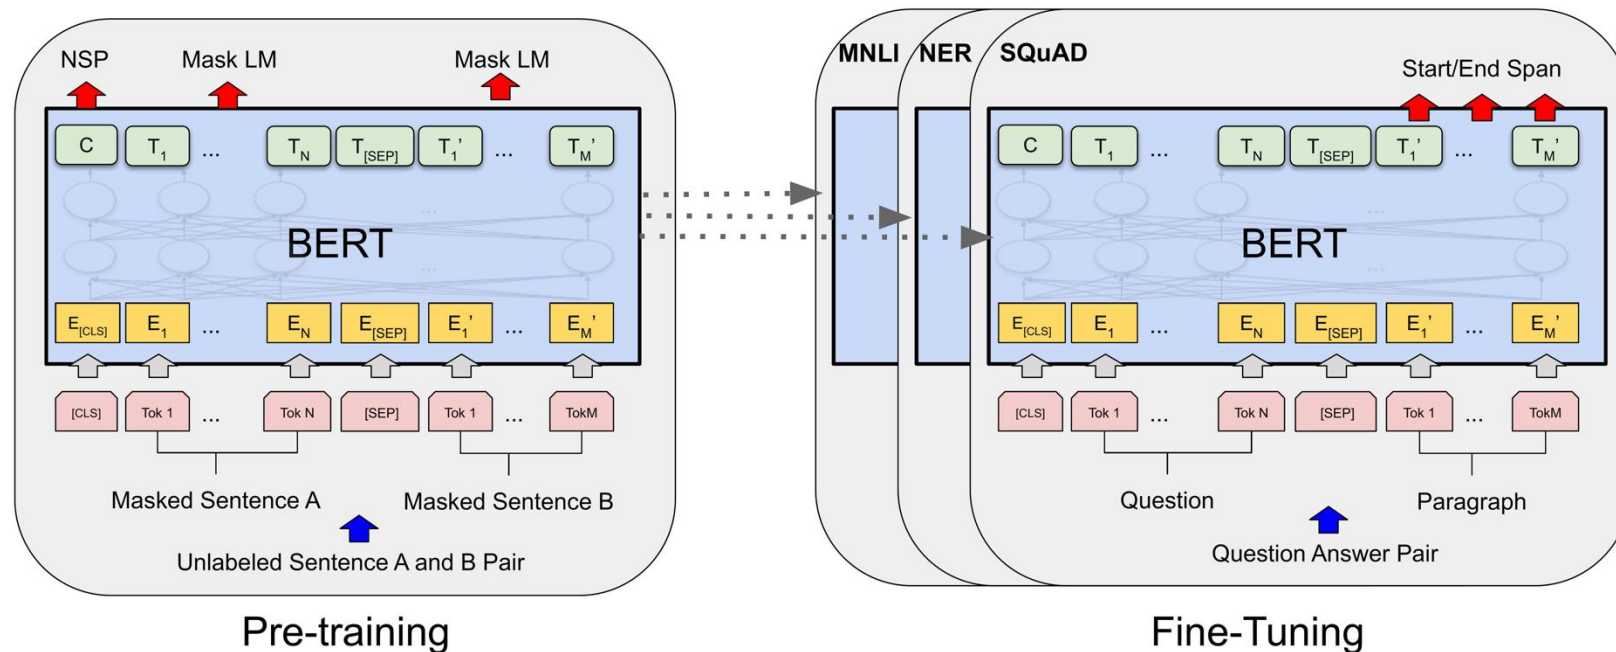 NSP Mask LM Mask LM
C T1 ... TN T[SEP] T1’ ... TM’
...
BERT
...
E[CLS] E1 ... EN E[SEP] E1’ ... EM’
[CLS] Tok 1 ... Tok N [SEP] Tok 1 ... TokM
Masked Sentence A Masked Sentence B
Unlabeled Sentence A and B Pair
Pre-training
MNLI NER SQuAD
Start/End Span
C T1 ... TN T[SEP] T1’ ... TM’
...
BERT
...
E[CLS] E1 ... EN E[SEP] E1’ ... EM’
[CLS] Tok 1 ... Tok N [SEP] Tok 1 ... TokM
Question Paragraph
Question Answer Pair
Fine-Tuning